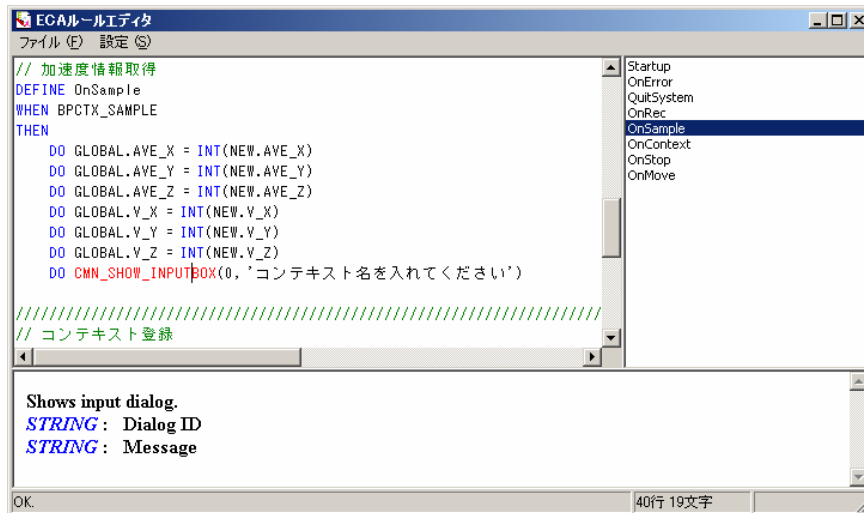 ECAルールエディタ
ファイル (F) 設定 (S)
// 加速度情報取得
DEFINE OnSample
WHEN BPCTX_SAMPLE
THEN
DO GLOBAL.AVE_X = INT(NEW.AVE_X)
DO GLOBAL.AVE_Y = INT(NEW.AVE_Y)
DO GLOBAL.AVE_Z = INT(NEW.AVE_Z)
DO GLOBAL.V_X = INT(NEW.V_X)
DO GLOBAL.V_Y = INT(NEW.V_Y)
DO GLOBAL.V_Z = INT(NEW.V_Z)
DO CMN_SHOW_INPUTBOX(0,'コンテキスト名を入れてください')
////////////////////////////////////////////////////////////////////
// コンテキスト登録
Startup
OnError
QuitSystem
OnRec
OnSample
OnContext
OnStop
OnMove
Shows input dialog.
STRING : Dialog ID
STRING : Message
OK.
40行 19文字